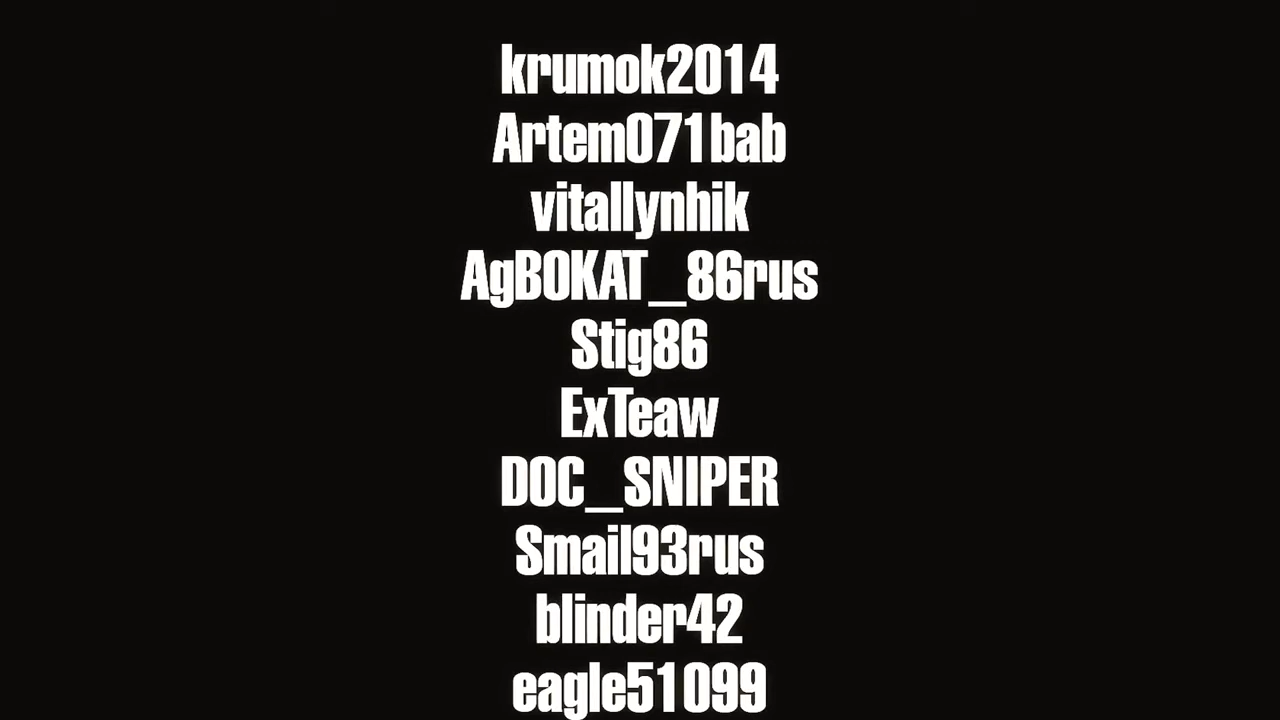 krumok2014
Artem071bab
vitallynhik
AgBOKAT_86rus
Stig86
ExTeaw
DOC_SNIPER
Smail93rus
blinder42
eagle51099